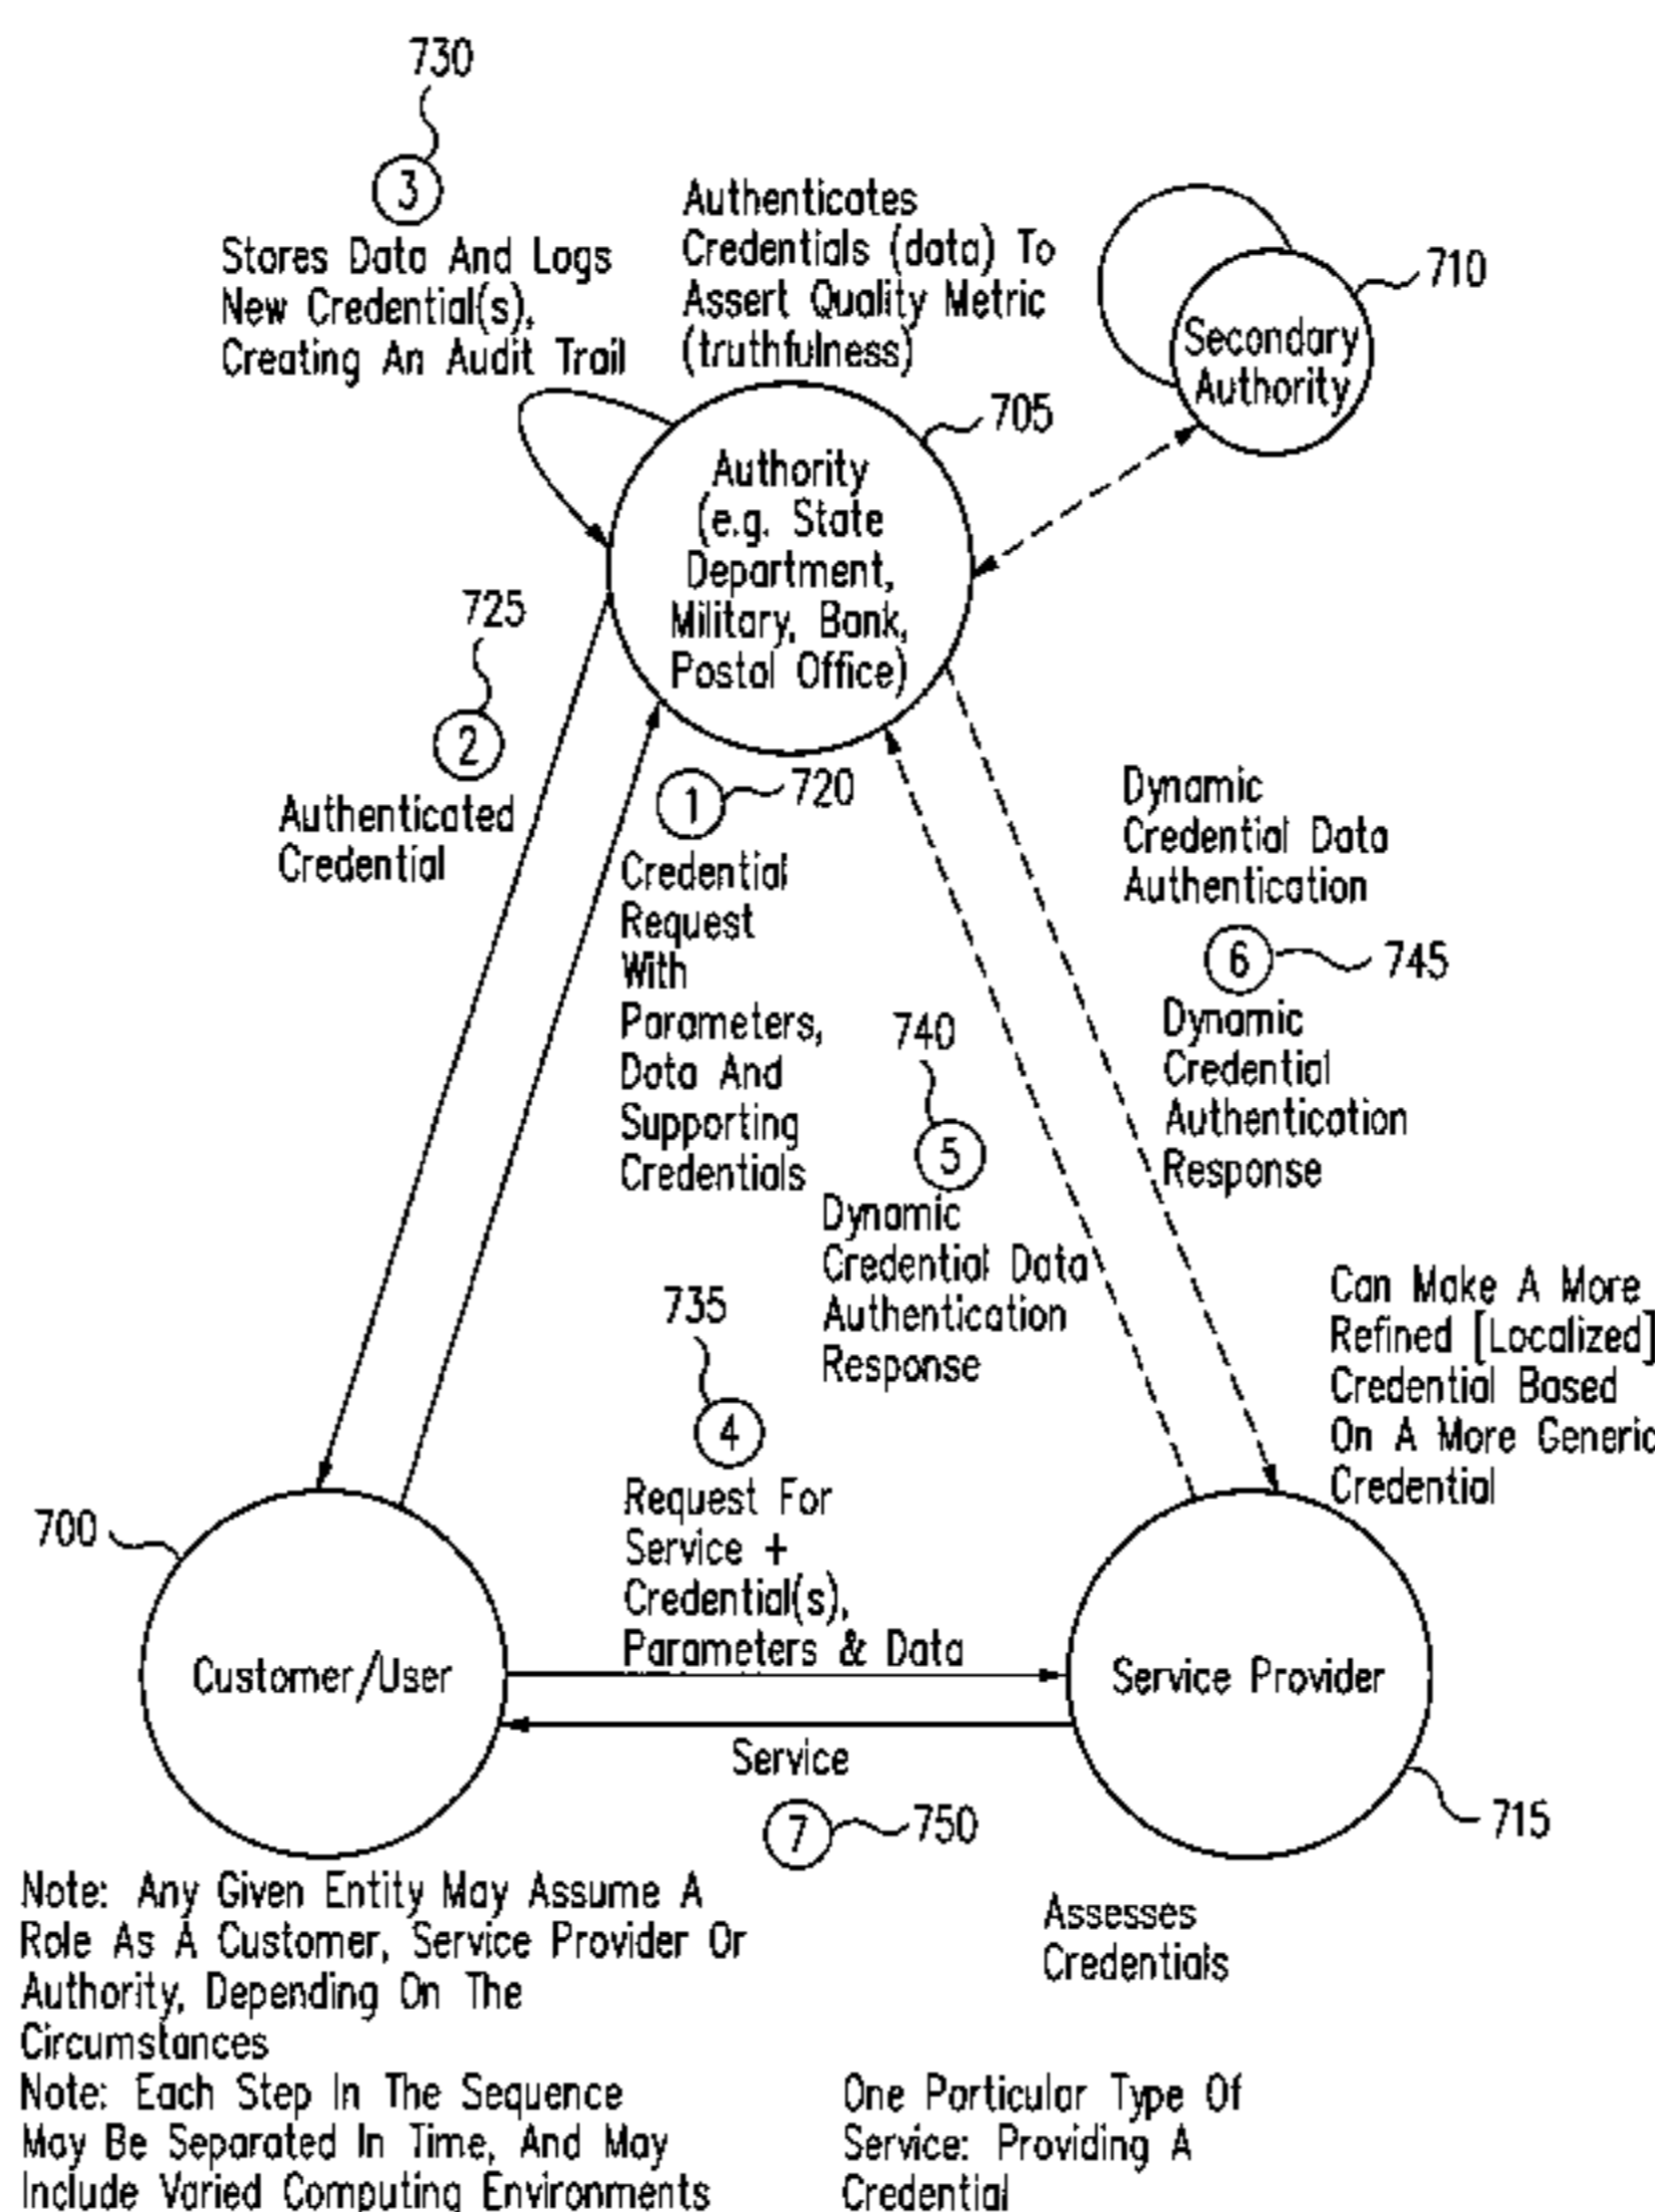 730
3
Stores Data And Logs
New Credential(s),
Creating An Audit Trail
Authenticates
Credentials (data) To
Assert Quality Metric
(truthfulness)
710
Secondary
Authority
705
Authority
(e.g. State
Department,
Military, Bank,
Postal Office)
725
2
Authenticated
Credential
1
720
Credential
Request
With
Parameters,
Data And
Supporting
Credentials
Dynamic
Credential Data
Authentication
6
745
Dynamic
Credential
Authentication
Response
740
5
Dynamic
Credential Data
Authentication
Response
Can Make A More
Refined [Localized]
Credential Based
On A More Generic
Credential
735
4
Request For
Service +
Credential(s),
Parameters & Data
700
Customer/User
Service Provider
715
Service
7
750
Assesses
Credentials
Note: Any Given Entity May Assume A
Role As A Customer, Service Provider Or
Authority, Depending On The
Circumstances
Note: Each Step In The Sequence
May Be Separated In Time, And May
Include Varied Computing Environments
One Particular Type Of
Service: Providing A
Credential